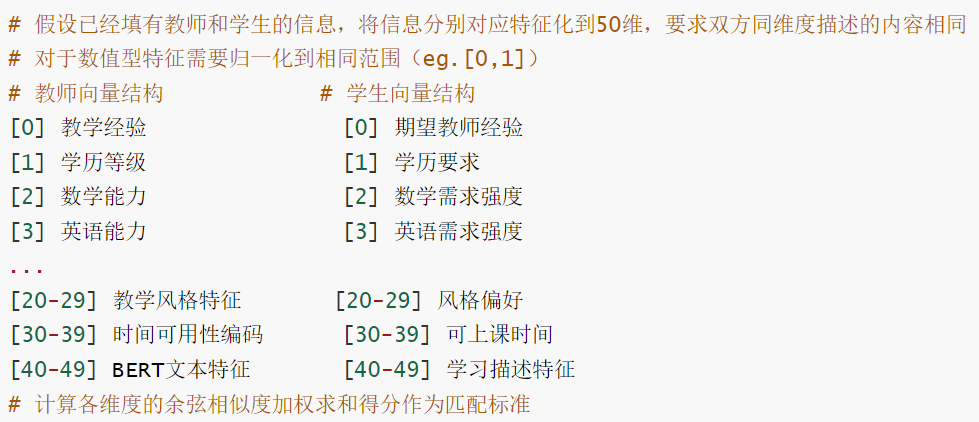 # 假设已经填有教师和学生的信息，将信息分别对应特征化到50维，要求双方同维度描述的内容相同
# 对于数值型特征需要归一化到相同范围（eg.[0,1]）
# 教师向量结构 # 学生向量结构
[0] 教学经验 [0] 期望教师经验
[1] 学历等级 [1] 学历要求
[2] 数学能力 [2] 数学需求强度
[3] 英语能力 [3] 英语需求强度
...
[20-29] 教学风格特征 [20-29] 风格偏好
[30-39] 时间可用性编码 [30-39] 可上课时间
[40-49] BERT文本特征 [40-49] 学习描述特征
# 计算各维度的余弦相似度加权求和得分作为匹配标准